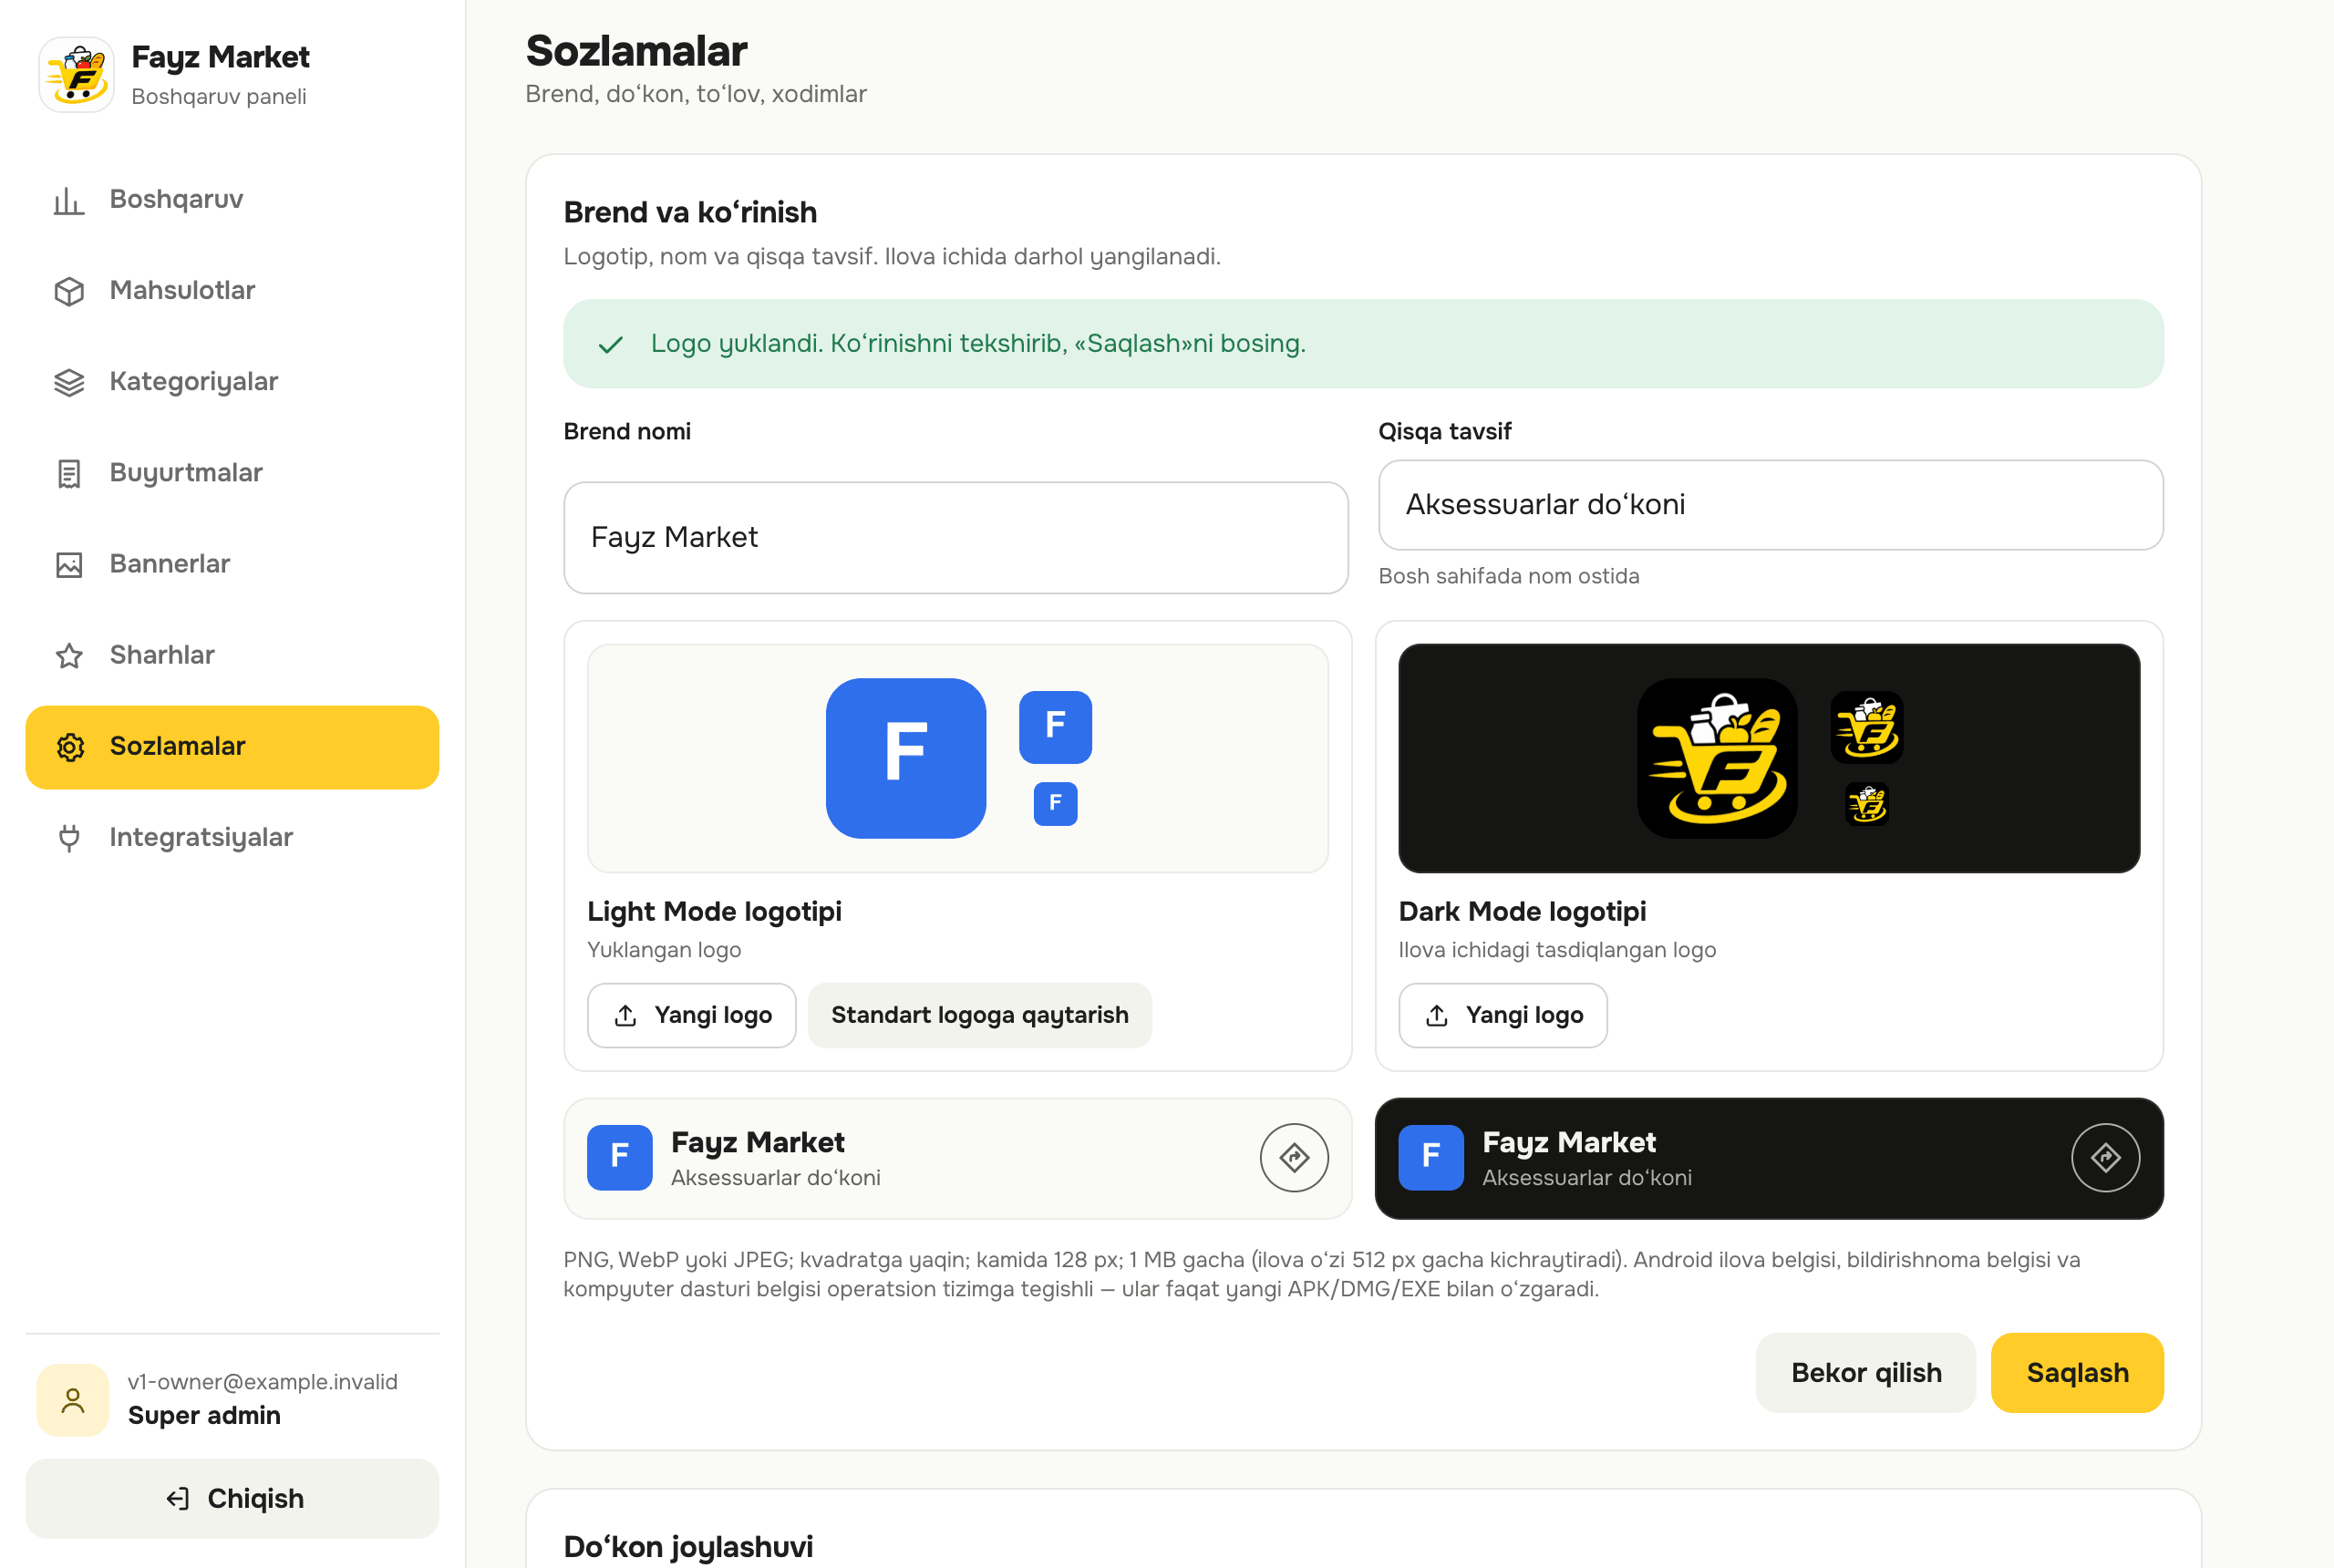 Fayz Market
Boshqaruv paneli
Boshqaruv
Mahsulotlar
Kategoriyalar
Buyurtmalar
Bannerlar
Sharhlar
Sozlamalar
Integratsiyalar
v1-owner@example.invalid
Super admin
Chiqish
Sozlamalar
Brend, do‘kon, to‘lov, xodimlar
Brend va ko‘rinish
Logotip, nom va qisqa tavsif. Ilova ichida darhol yangilanadi.
Logo yuklandi. Ko‘rinishni tekshirib, «Saqlash»ni bosing.
Brend nomi
Fayz Market
Qisqa tavsif
Aksessuarlar do‘koni
Bosh sahifada nom ostida
F
F
F
Light Mode logotipi
Yuklangan logo
Yangi logo
Standart logoga qaytarish
F
F
F
Dark Mode logotipi
Ilova ichidagi tasdiqlangan logo
Yangi logo
F
Fayz Market
Aksessuarlar do‘koni
F
Fayz Market
Aksessuarlar do‘koni
PNG, WebP yoki JPEG; kvadratga yaqin; kamida 128 px; 1 MB gacha (ilova o‘zi 512 px gacha kichraytiradi). Android ilova belgisi, bildirishnoma belgisi va
kompyuter dasturi belgisi operatsion tizimga tegishli — ular faqat yangi APK/DMG/EXE bilan o‘zgaradi.
Bekor qilish
Saqlash
Do‘kon joylashuvi